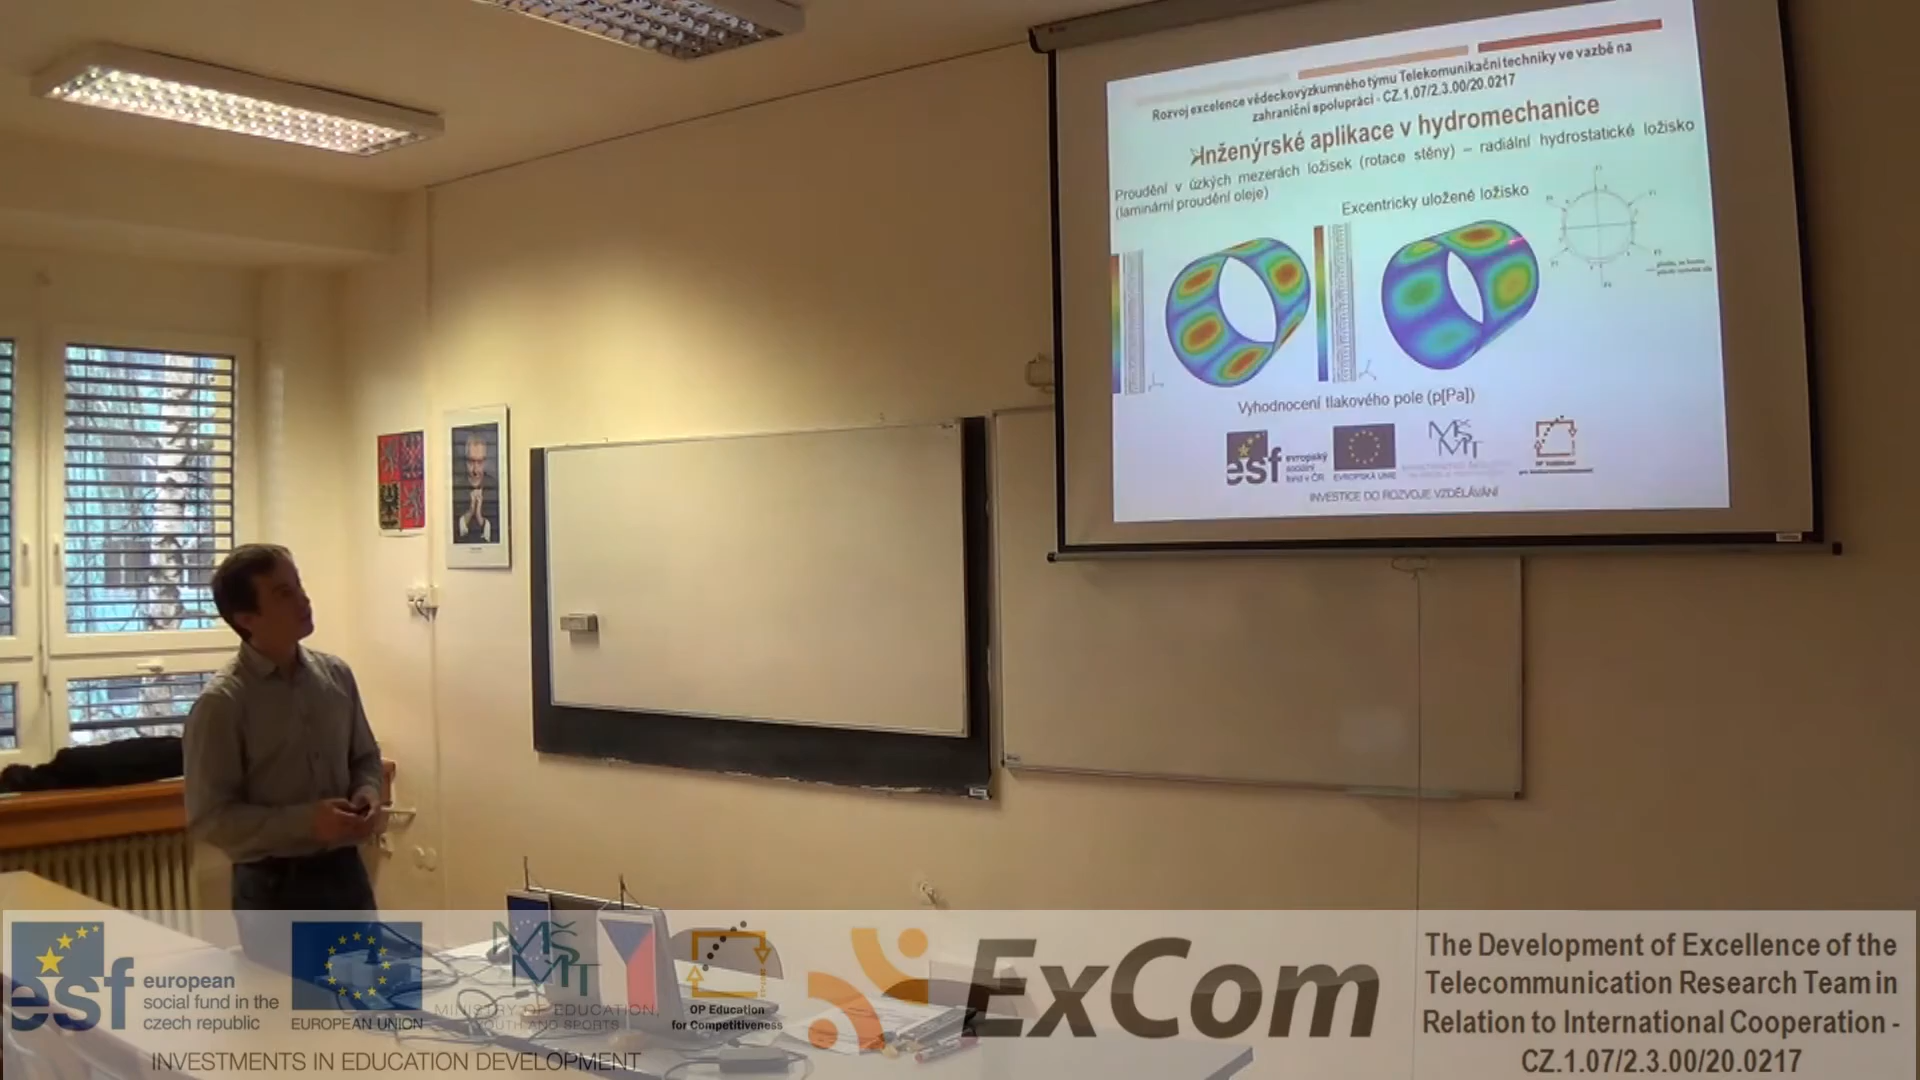 Rozvoj excelence vědeckovýzkumného týmu Telekomunikační techniky ve vazbě na
zahraniční spolupráci - CZ.1.07/2.3.00/20.0217
Inženýrské aplikace v hydromechanice
Proudění v úzkých mezerách ložisek (rotace stěny) – radiální hydrostatické ložisko
(laminární proudění oleje)
Excentricky uložené ložisko
Vyhodnocení tlakového pole (p[Pa])
esf
evropský
sociální
fond v ČR
EVROPSKÁ UNIE
MŠMT
INVESTICE DO ROZVOJE VZDĚLÁVÁNÍ
esf
european
social fund in the
czech republic
EUROPEAN UNION
MŠMT
MINISTRY OF EDUCATION,
YOUTH AND SPORTS
OP Education
for Competitiveness
INVESTMENTS IN EDUCATION DEVELOPMENT
ExCom
The Development of Excellence of the
Telecommunication Research Team in
Relation to International Cooperation -
CZ.1.07/2.3.00/20.0217